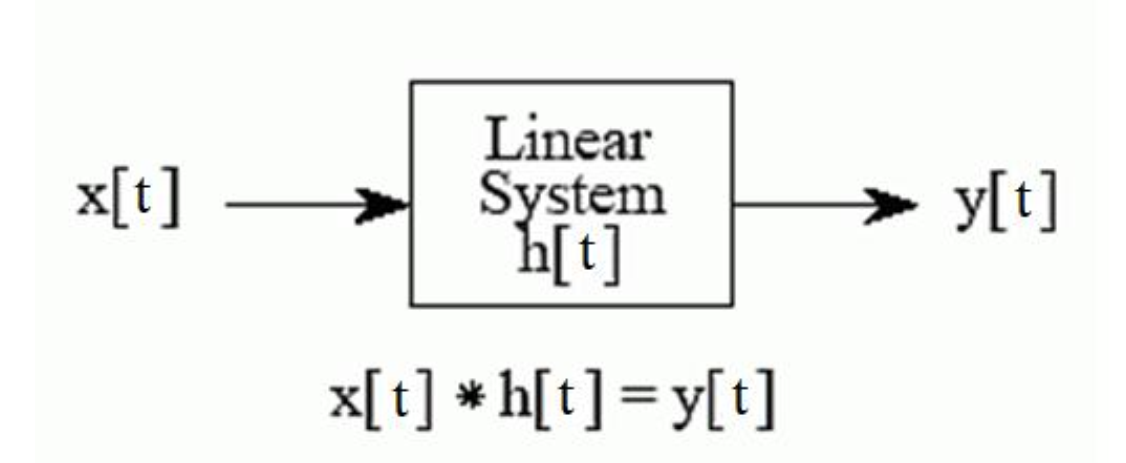 x[t]
Linear
System
h[t]
y[t]
x[t] * h[t] = y[t]